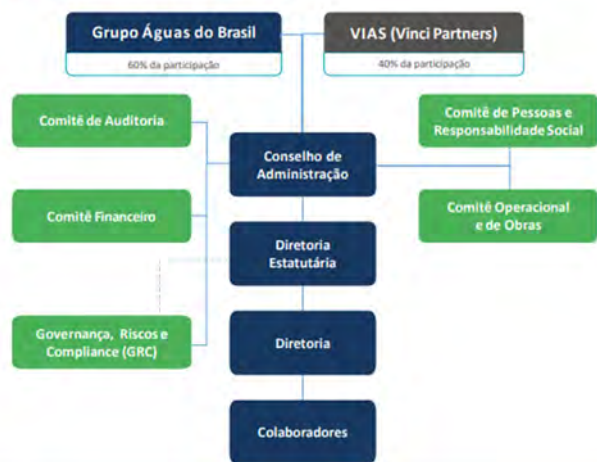 Grupo Águas do Brasil
60% da participação
VIAS (Vinci Partners)
40% da participação
Comitê de Auditoria
Comitê de Pessoas e
Responsabilidade Social
Conselho de
Administração
Comitê Financeiro
Comitê Operacional
e de Obras
Diretoria
Estatutária
Governança, Riscos e
Compliance (GRC)
Diretoria
Colaboradores